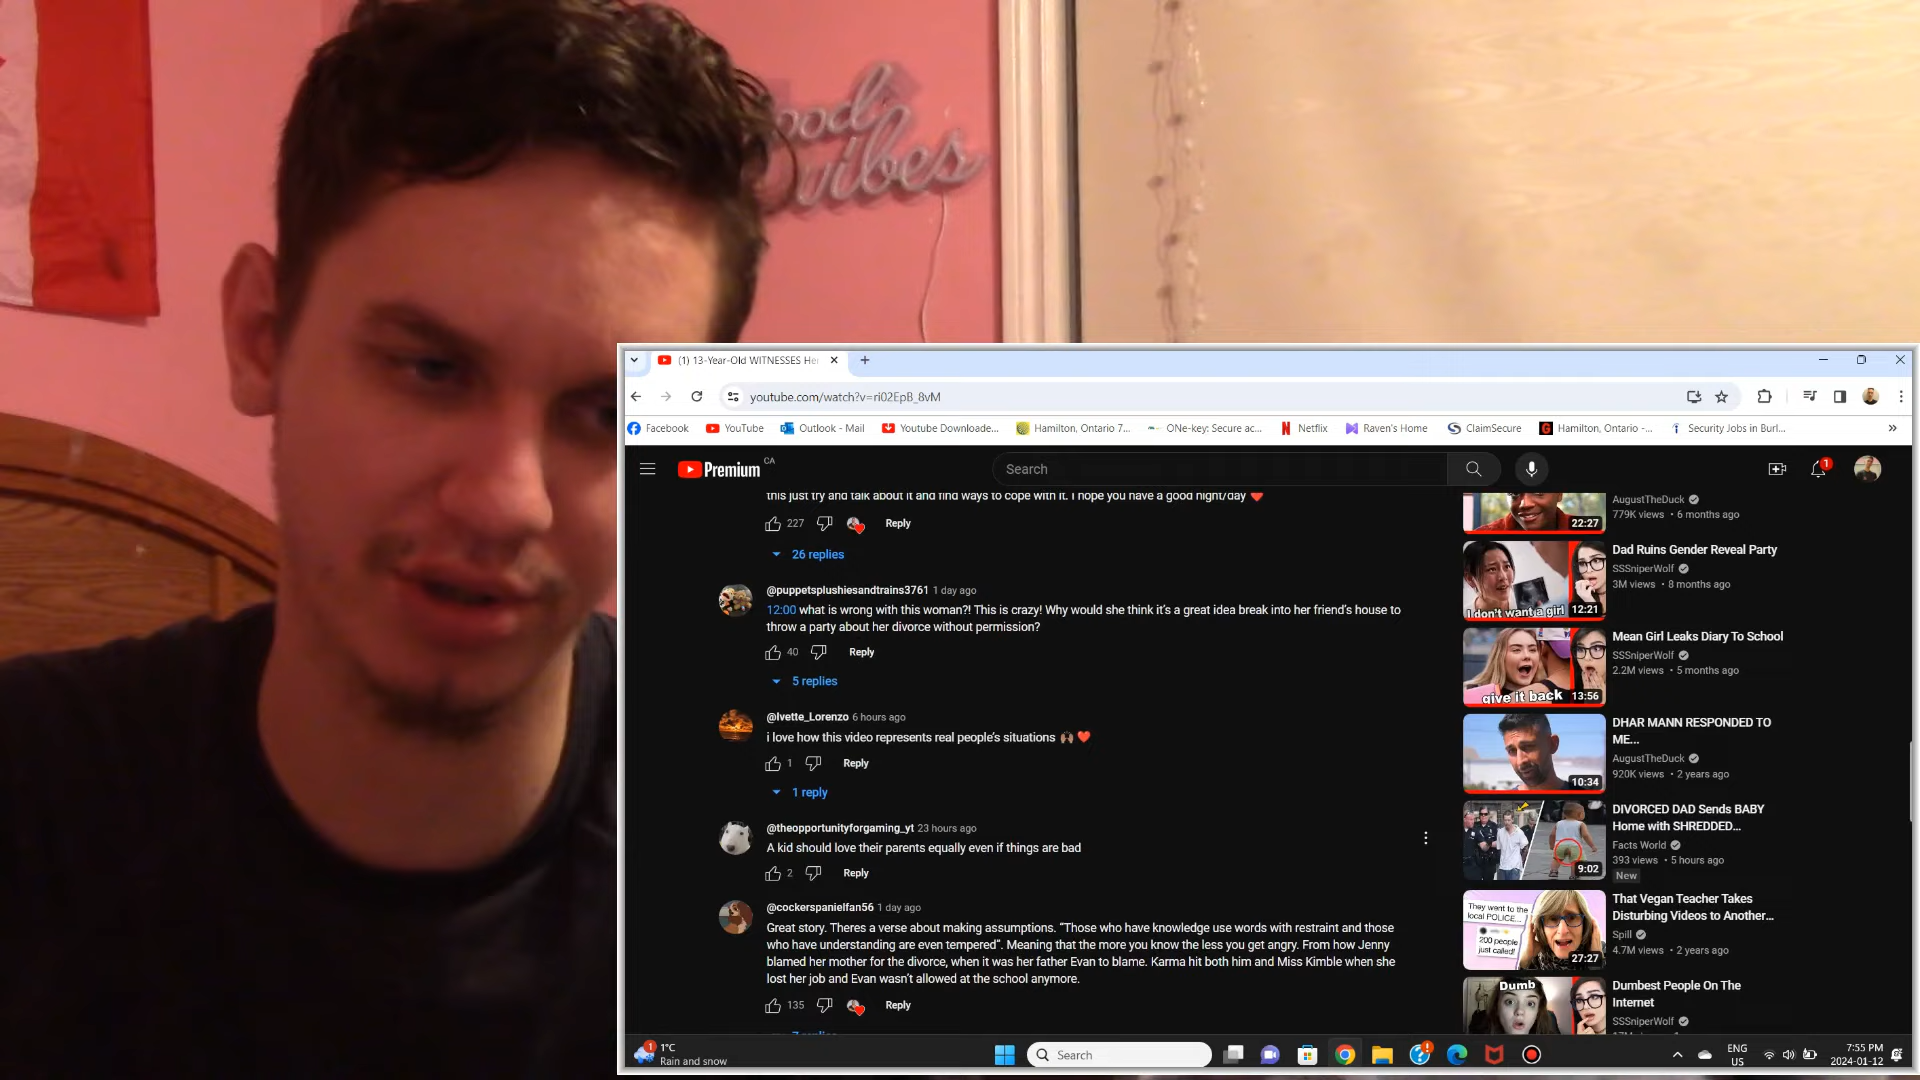 Good
vibes
(1) 13-Year-Old WITNESSES Her
youtube.com/watch?v=ri02EpB_8vM
Facebook YouTube Outlook - Mail Youtube Downloade... Hamilton, Ontario 7... ONe-key: Secure ac... Netflix Raven's Home ClaimSecure Hamilton, Ontario -... Security Jobs in Burl... »
Premium CA
Search
1
this just try and talk about it and find ways to cope with it. I hope you have a good night/day ❤️
227 Reply
26 replies
@puppetsplushiesandtrains3761 1 day ago
12:00 what is wrong with this woman?! This is crazy! Why would she think it's a great idea break into her friend's house to
throw a party about her divorce without permission?
40 Reply
5 replies
@Ivette_Lorenzo 6 hours ago
i love how this video represents real people's situations 🙌🏾 ❤️
1 Reply
1 reply
@theopportunityforgaming_yt 23 hours ago
A kid should love their parents equally even if things are bad
2 Reply
@cockerspanielfan56 1 day ago
Great story. Theres a verse about making assumptions. "Those who have knowledge use words with restraint and those
who have understanding are even tempered". Meaning that the more you know the less you get angry. From how Jenny
blamed her mother for the divorce, when it was her father Evan to blame. Karma hit both him and Miss Kimble when she
lost her job and Evan wasn't allowed at the school anymore.
135 Reply
7 replies
22:27
AugustTheDuck
779K views • 6 months ago
I don't want a girl
12:21
Dad Ruins Gender Reveal Party
SSSniperWolf
3M views • 8 months ago
give it back
13:56
Mean Girl Leaks Diary To School
SSSniperWolf
2.2M views • 5 months ago
10:34
DHAR MANN RESPONDED TO
ME...
AugustTheDuck
920K views • 2 years ago
9:02
DIVORCED DAD Sends BABY
Home with SHREDDED...
Facts World
393 views • 5 hours ago
New
They went to the
local POLICE...
200 people
just called!
27:27
That Vegan Teacher Takes
Disturbing Videos to Another...
Spill
4.7M views • 2 years ago
Dumb
Dumbest People On The
Internet
SSSniperWolf
1
1°C
Rain and snow
Search
ENG
US
7:55 PM
2024-01-12